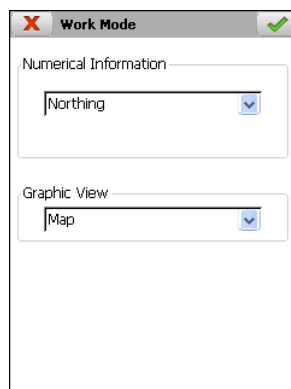 Work Mode
Numerical Information
Northing
Graphic View
Map